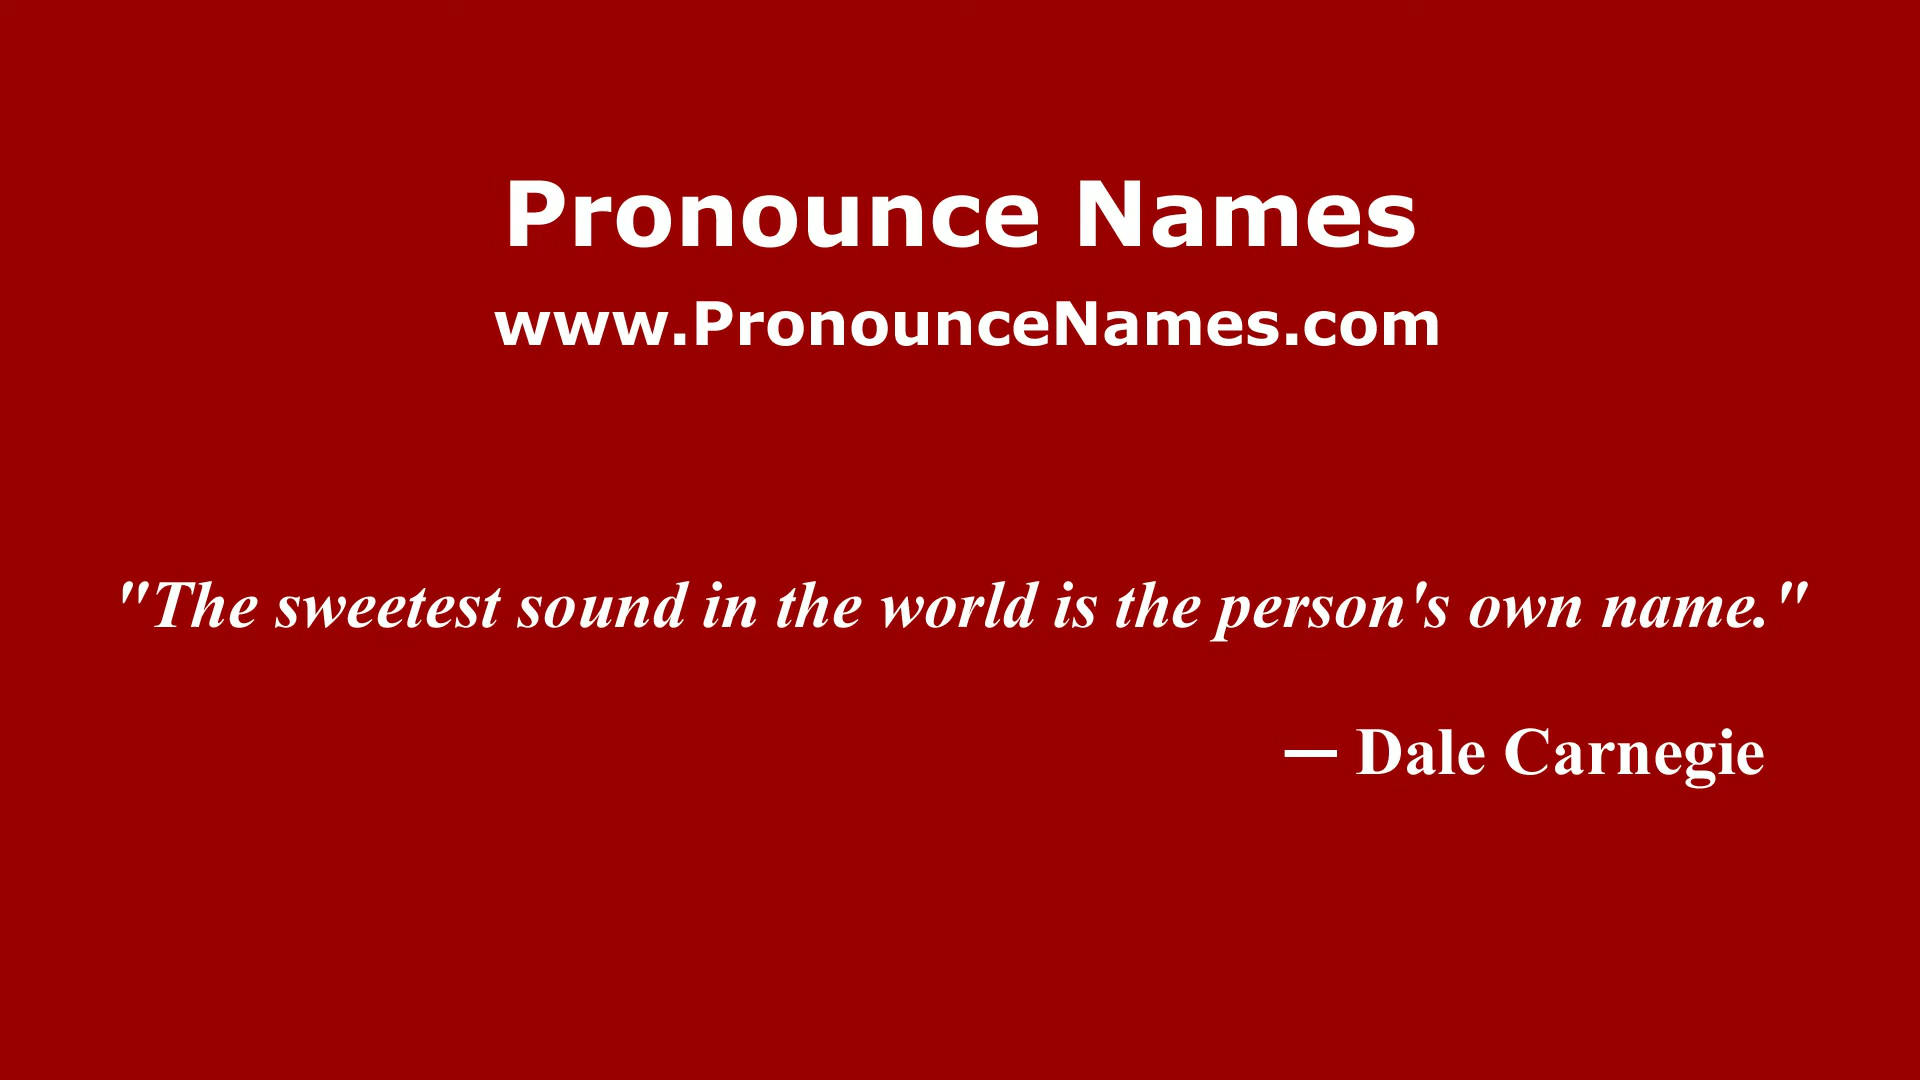 Pronounce Names
www.PronounceNames.com
"The sweetest sound in the world is the person's own name."
— Dale Carnegie